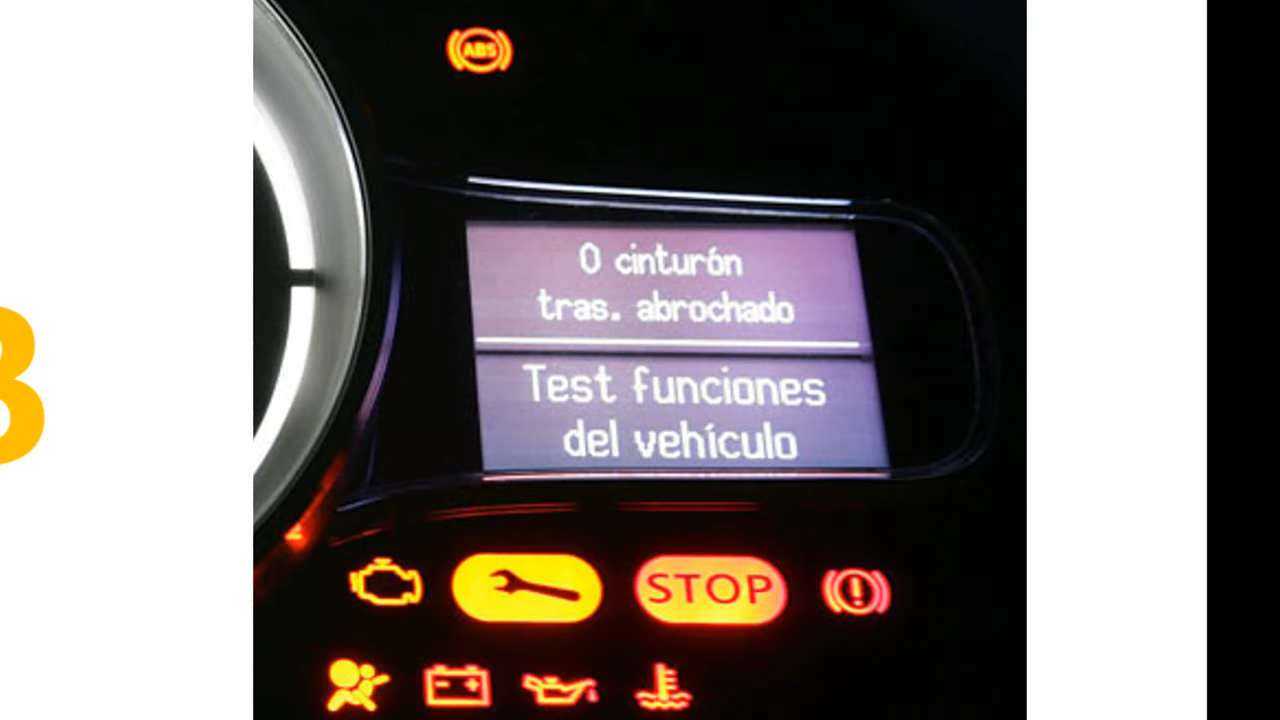 ABS
0 cinturón
tras. abrochado
Test funciones
del vehículo
STOP